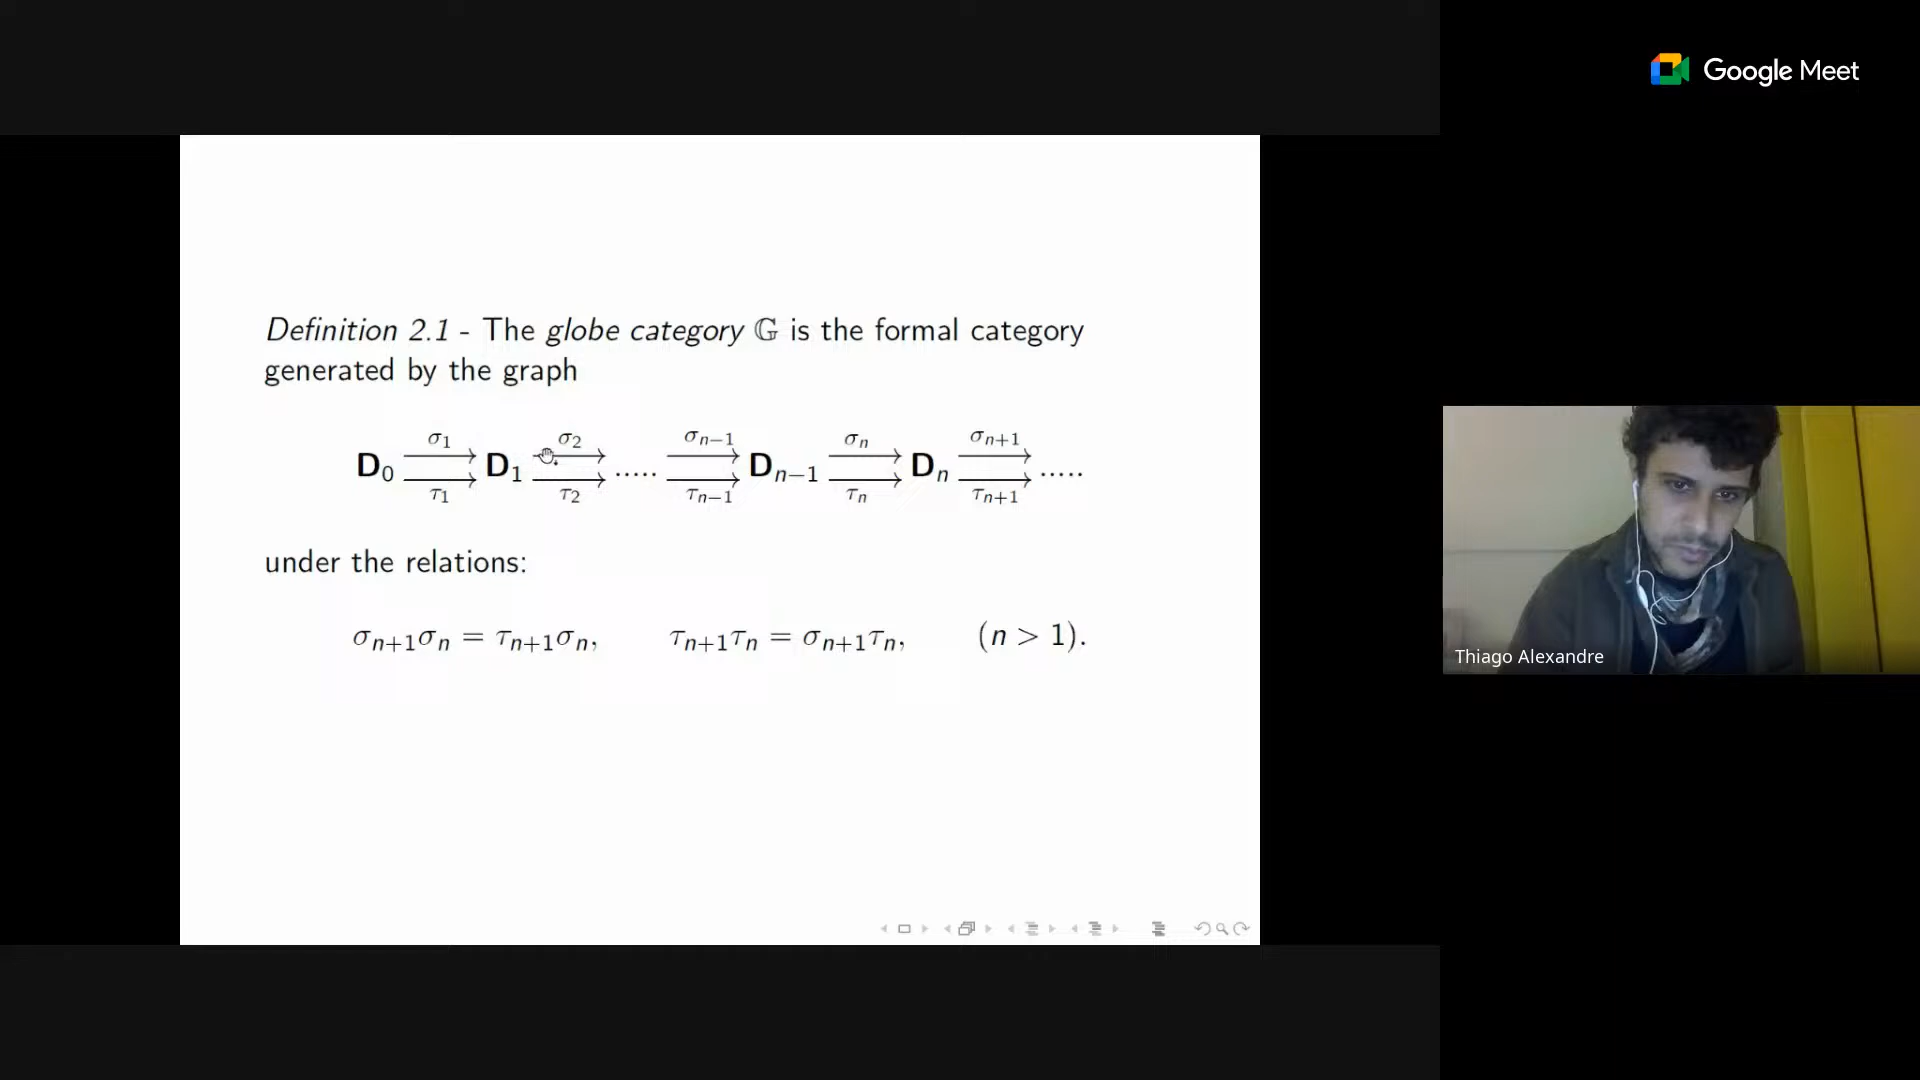 Google Meet
Definition 2.1 - The globe category 𝔾 is the formal category
generated by the graph
σ₁ σ₂ σₙ₋₁ σₙ σₙ₊₁
D₀ D₁ ..... Dₙ₋₁ Dₙ .....
τ₁ τ₂ τₙ₋₁ τₙ τₙ₊₁
under the relations:
σₙ₊₁σₙ = τₙ₊₁σₙ, τₙ₊₁τₙ = σₙ₊₁τₙ, (n > 1).
Thiago Alexandre